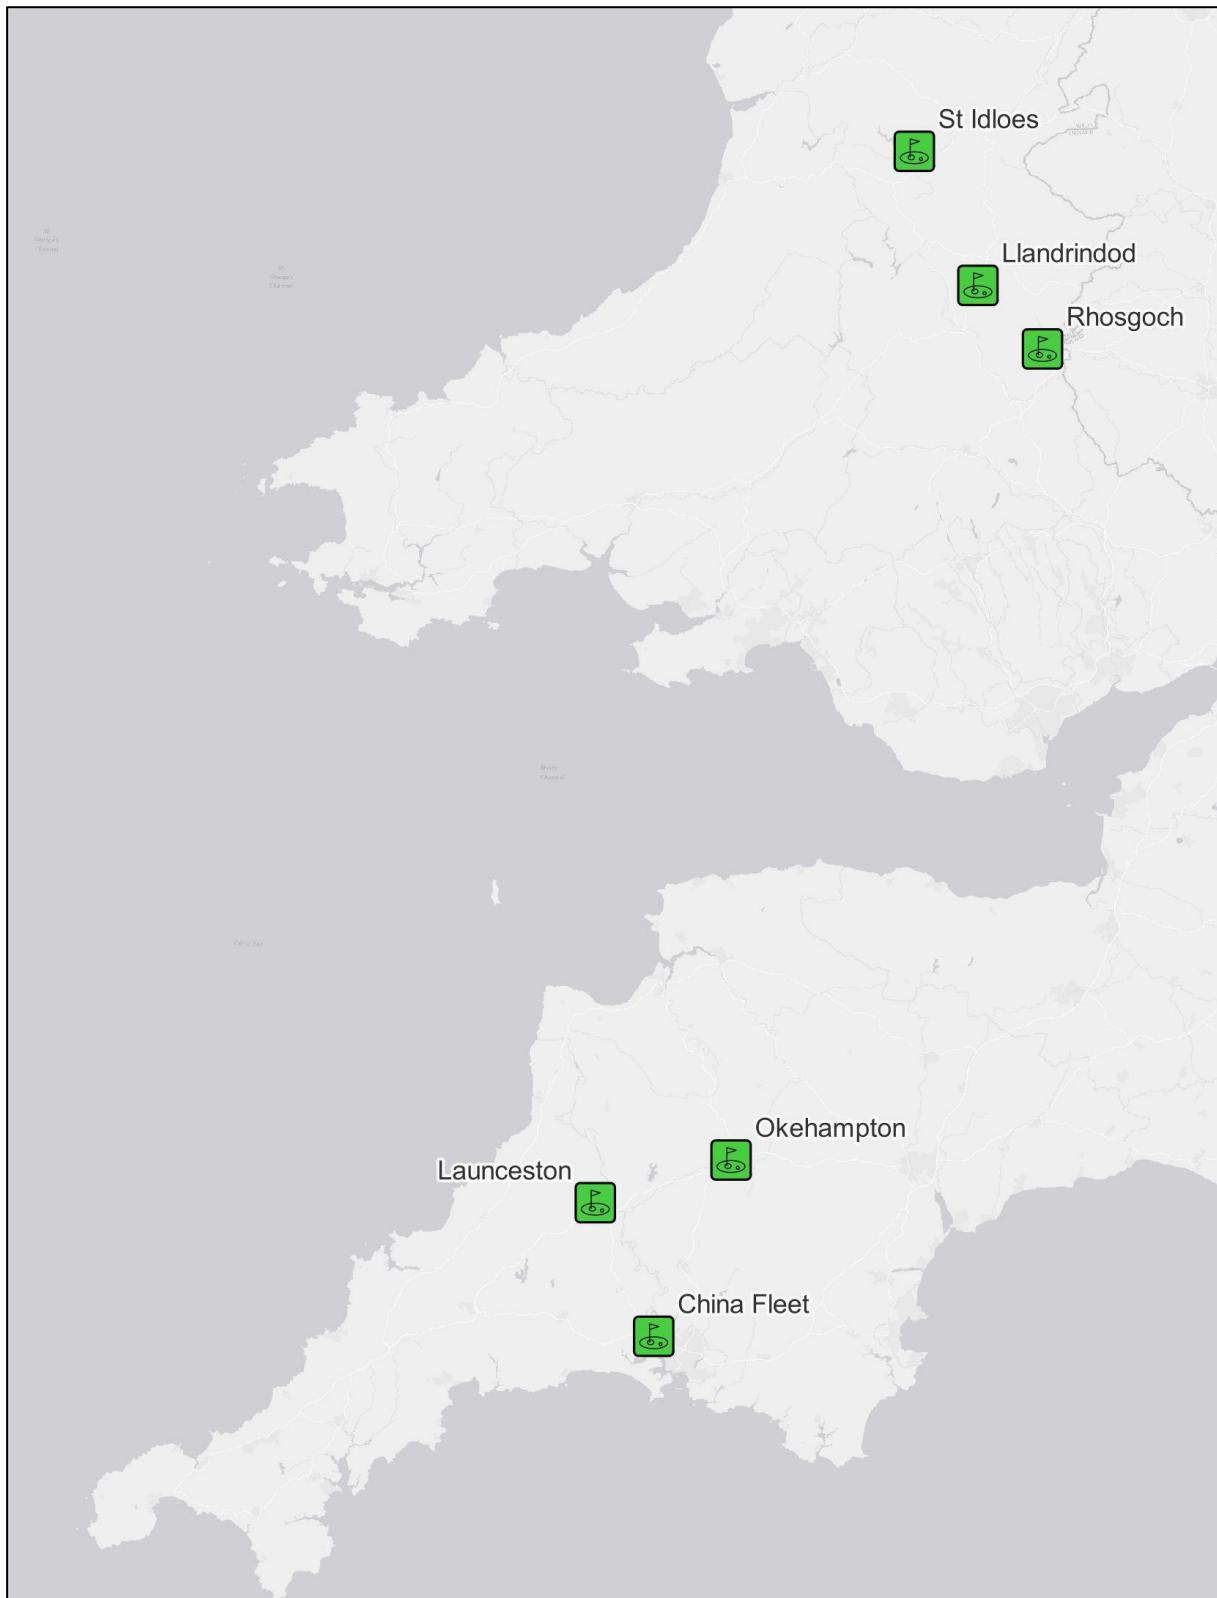 St Idloes
Llandrindod
Rhosgoch
Okehampton
Launceston
China Fleet